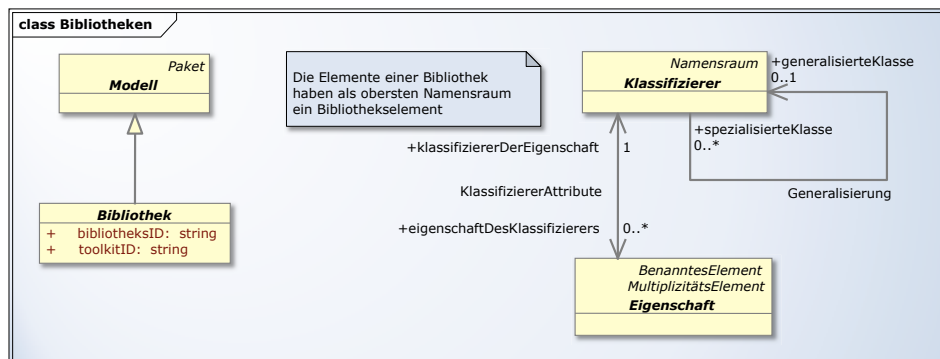 class Bibliotheken
Paket
Modell
Die Elemente einer Bibliothek
haben als obersten Namensraum
ein Bibliothekselement
Namensraum
Klassifizierer
+generalisierteKlasse
0..1
+spezialisierteKlasse
0..*
Generalisierung
+klassifiziererDerEigenschaft
1
KlassifiziererAttribute
+eigenschaftDesKlassifizierers
0..*
Bibliothek
+ bibliotheksID: string
+ toolkitID: string
BenanntesElement
MultiplizitätsElement
Eigenschaft